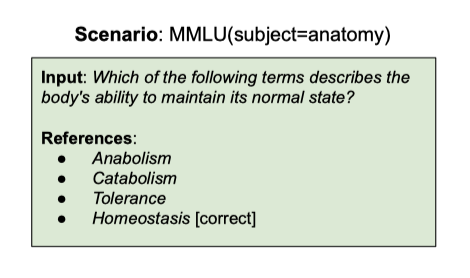 Scenario: MMLU(subject=anatomy)
Input: Which of the following terms describes the
body's ability to maintain its normal state?
References:
● Anabolism
● Catabolism
● Tolerance
● Homeostasis [correct]